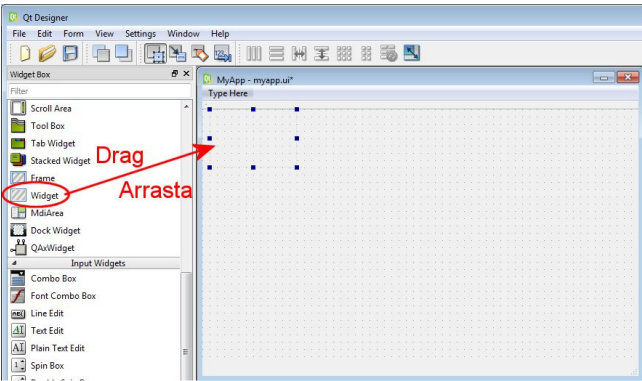 Qt Designer
File Edit Form View Settings Window Help
Widget Box
Filter
Scroll Area
Tool Box
Tab Widget
Stacked Widget
Frame
Widget
MdiArea
Dock Widget
QAxWidget
Input Widgets
Combo Box
Font Combo Box
Line Edit
Text Edit
Plain Text Edit
Spin Box
Drag
Arrasta
MyApp - myapp.ui*
Type Here